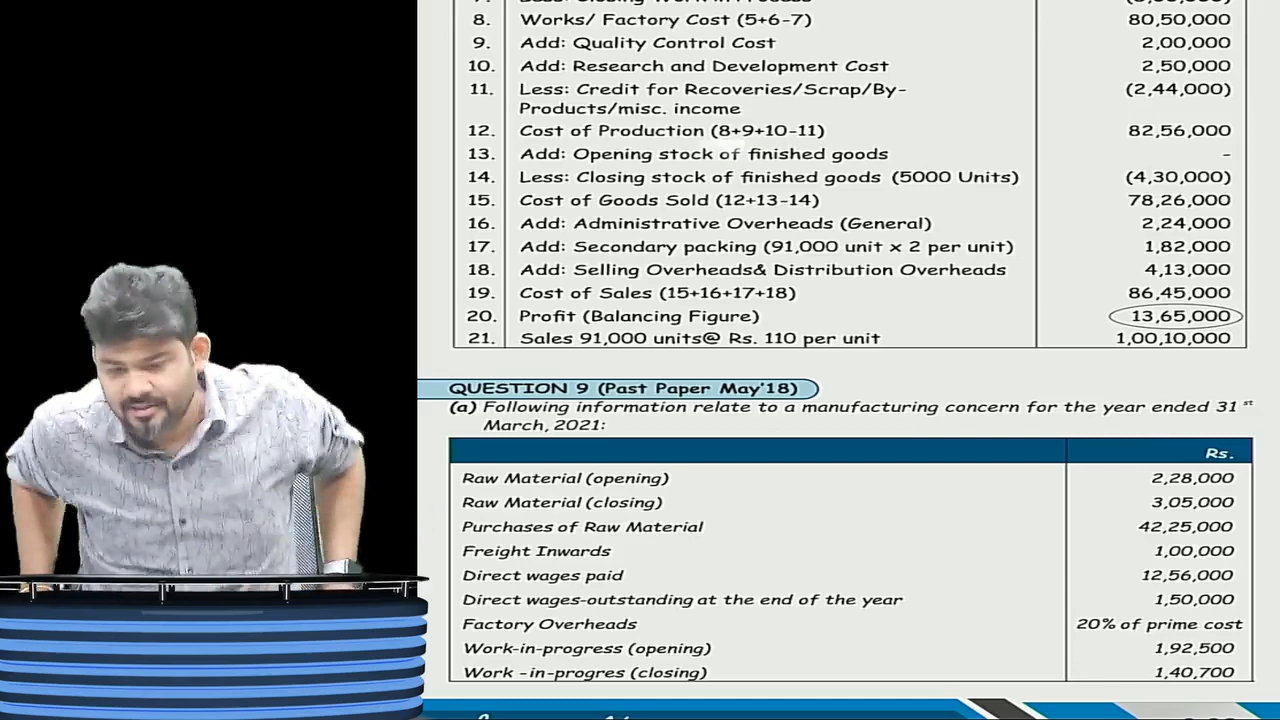 8. Works/ Factory Cost (5+6-7) 80,50,000
9. Add: Quality Control Cost 2,00,000
10. Add: Research and Development Cost 2,50,000
11. Less: Credit for Recoveries/Scrap/By- (2,44,000)
Products/misc. income
12. Cost of Production (8+9+10-11) 82,56,000
13. Add: Opening stock of finished goods -
14. Less: Closing stock of finished goods (5000 Units) (4,30,000)
15. Cost of Goods Sold (12+13-14) 78,26,000
16. Add: Administrative Overheads (General) 2,24,000
17. Add: Secondary packing (91,000 unit x 2 per unit) 1,82,000
18. Add: Selling Overheads& Distribution Overheads 4,13,000
19. Cost of Sales (15+16+17+18) 86,45,000
20. Profit (Balancing Figure) 13,65,000
21. Sales 91,000 units@ Rs. 110 per unit 1,00,10,000
QUESTION 9 (Past Paper May'18)
(a) Following information relate to a manufacturing concern for the year ended 31st
March, 2021:
Rs.
Raw Material (opening) 2,28,000
Raw Material (closing) 3,05,000
Purchases of Raw Material 42,25,000
Freight Inwards 1,00,000
Direct wages paid 12,56,000
Direct wages-outstanding at the end of the year 1,50,000
Factory Overheads 20% of prime cost
Work-in-progress (opening) 1,92,500
Work -in-progres (closing) 1,40,700